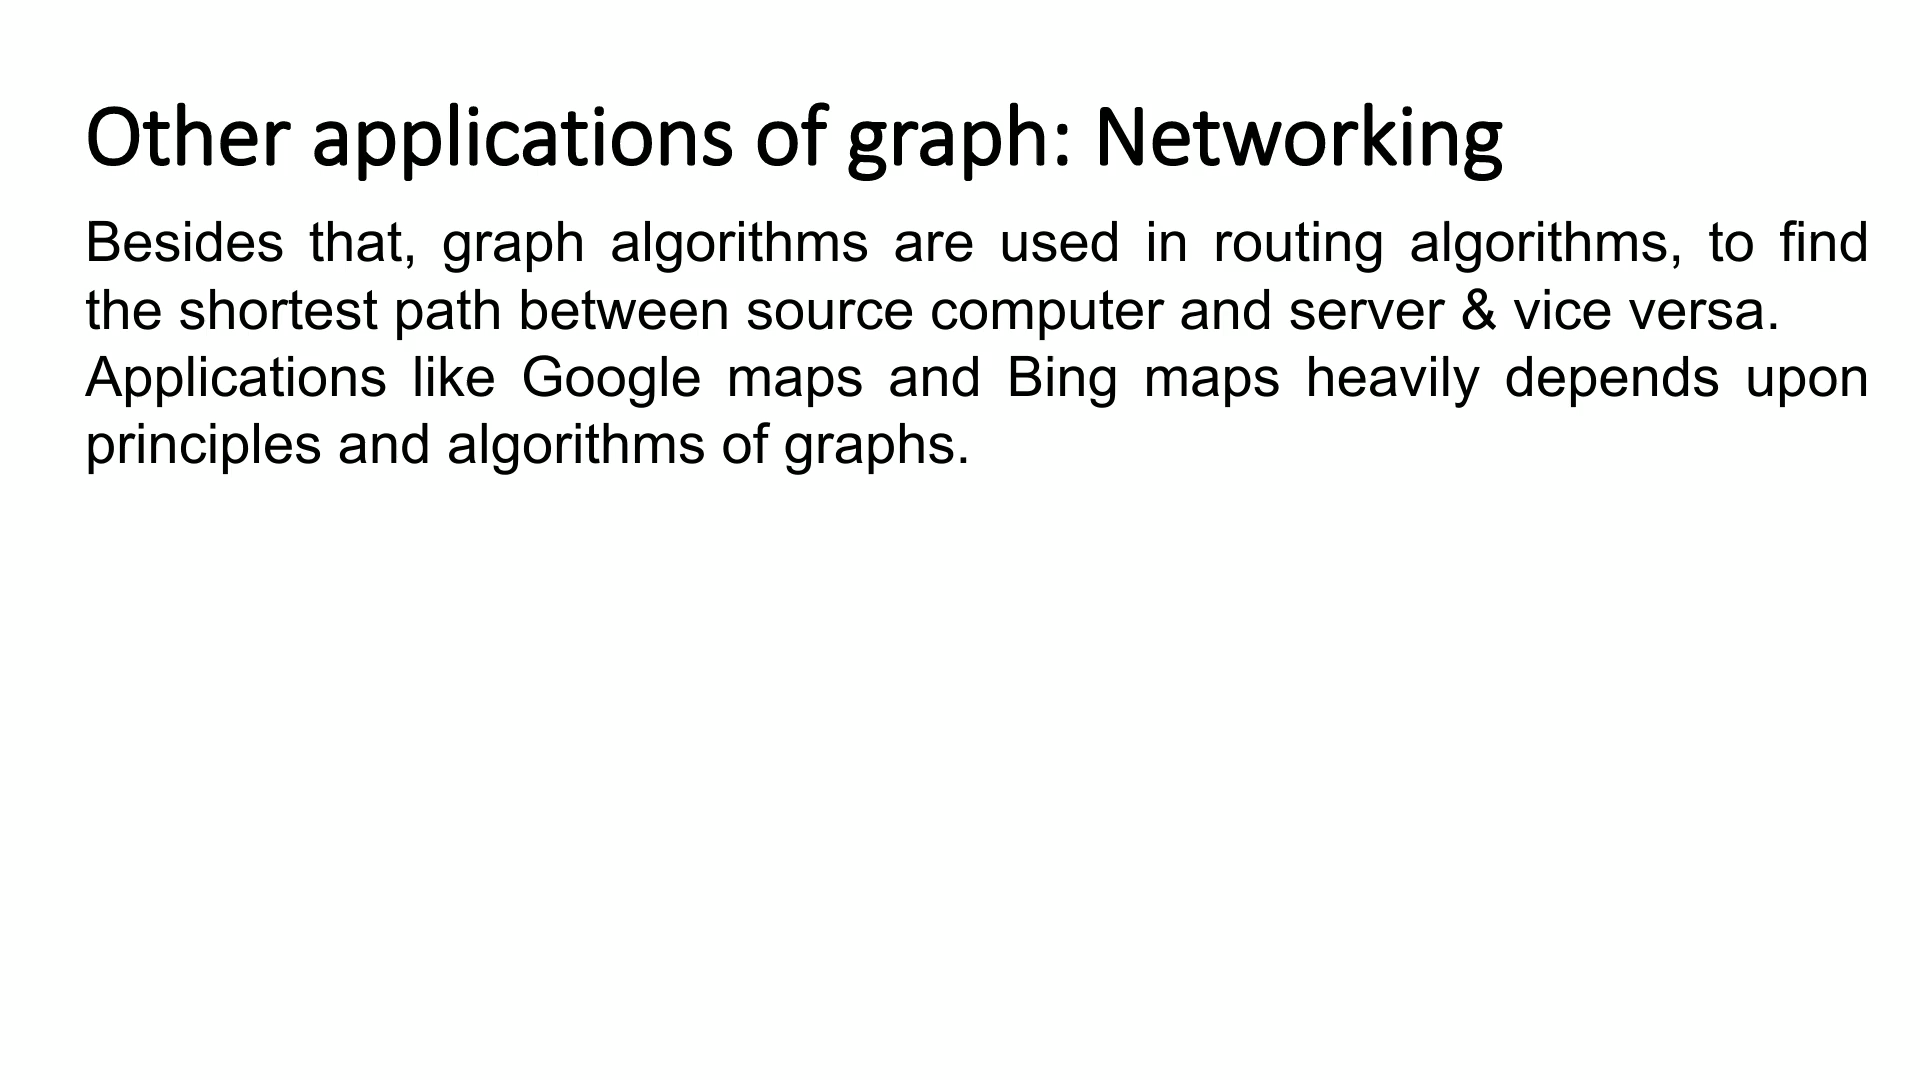 Other applications of graph: Networking
Besides that, graph algorithms are used in routing algorithms, to find
the shortest path between source computer and server & vice versa.
Applications like Google maps and Bing maps heavily depends upon
principles and algorithms of graphs.